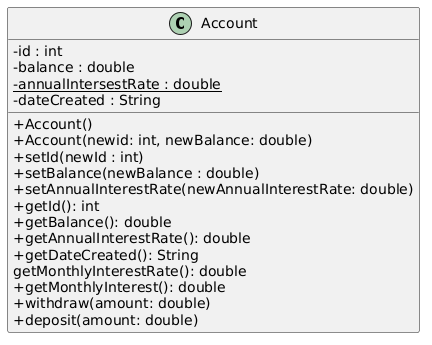 C Account
-id : int
-balance : double
-annualIntersestRate : double
-dateCreated : String
+Account()
+Account(newid: int, newBalance: double)
+setId(newId : int)
+setBalance(newBalance : double)
+setAnnualInterestRate(newAnnualInterestRate: double)
+getId(): int
+getBalance(): double
+getAnnualInterestRate(): double
+getDateCreated(): String
getMonthlyInterestRate(): double
+getMonthlyInterest(): double
+withdraw(amount: double)
+deposit(amount: double)